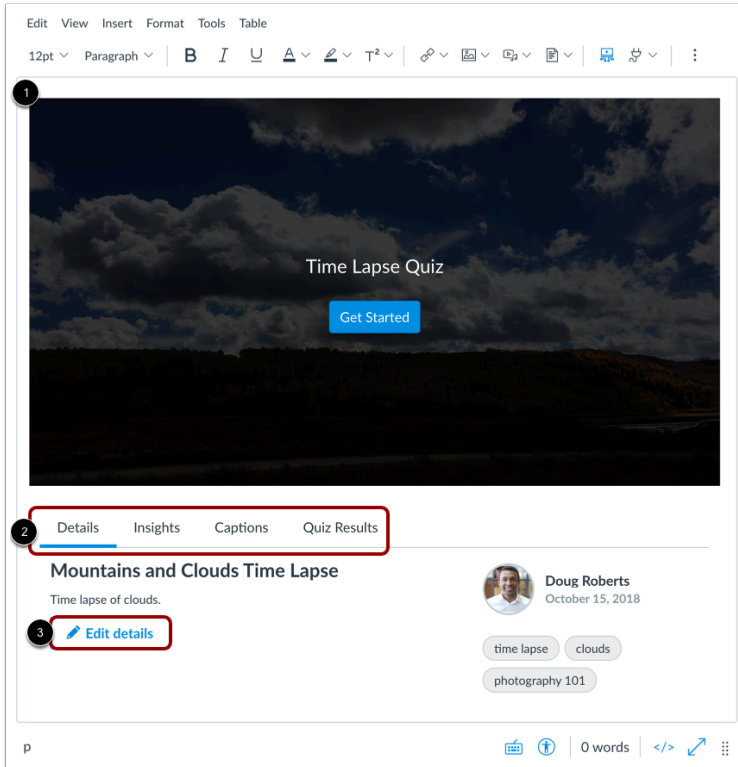 Edit View Insert Format Tools Table
12pt Paragraph B I U A T²
1
Time Lapse Quiz
Get Started
2
Details Insights Captions Quiz Results
Mountains and Clouds Time Lapse
Time lapse of clouds.
3
Edit details
Doug Roberts
October 15, 2018
time lapse clouds
photography 101
p 0 words </>